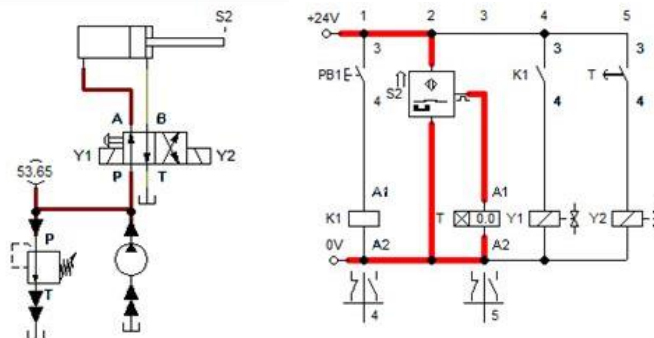 S2
A B
Y1 Y2
P T
53.65
P
T
1 2 3 4 5
+24V
3 3 3
PB1 S2 K1 T
4 4 4
A1 A1
K1 T 0.0 Y1 Y2
A2 A2
0V
4 5